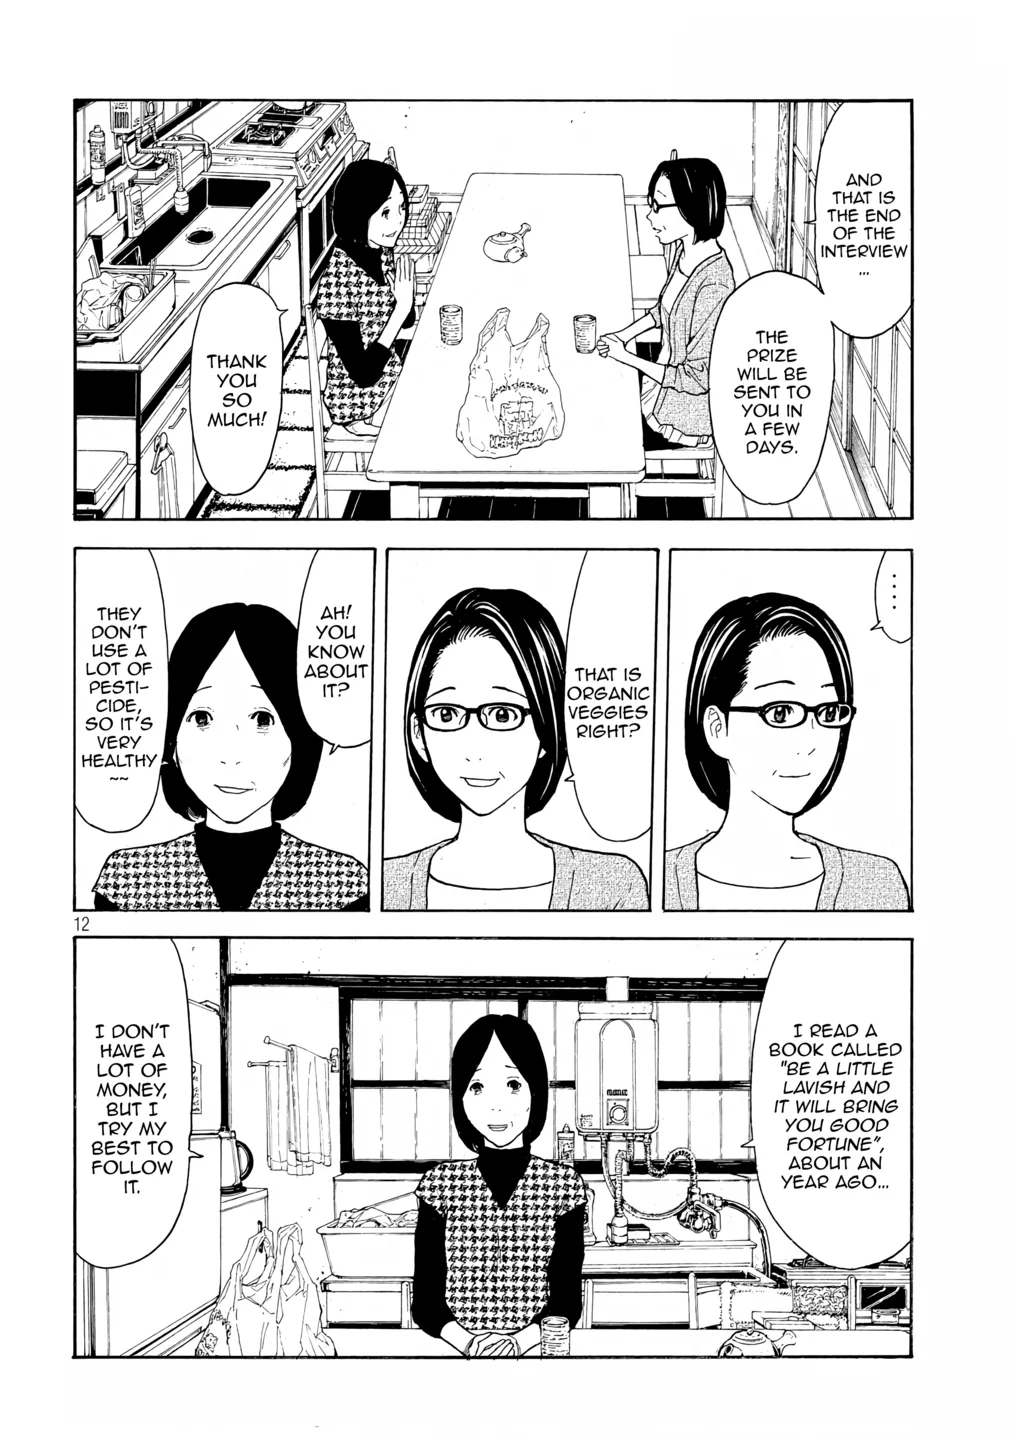 AND
THAT IS
THE END
OF THE
INTERVIEW
...
THE
PRIZE
WILL BE
SENT TO
YOU IN
A FEW
DAYS.
THANK
YOU
SO
MUCH!
....
THAT IS
ORGANIC
VEGGIES
RIGHT?
AH!
YOU
KNOW
ABOUT
IT?
THEY
DON'T
USE A
LOT OF
PESTI-
CIDE,
SO IT'S
VERY
HEALTHY
~~
12
I READ A
BOOK CALLED
"BE A LITTLE
LAVISH AND
IT WILL BRING
YOU GOOD
FORTUNE",
ABOUT AN
YEAR AGO...
I DON'T
HAVE A
LOT OF
MONEY,
BUT I
TRY MY
BEST TO
FOLLOW
IT.